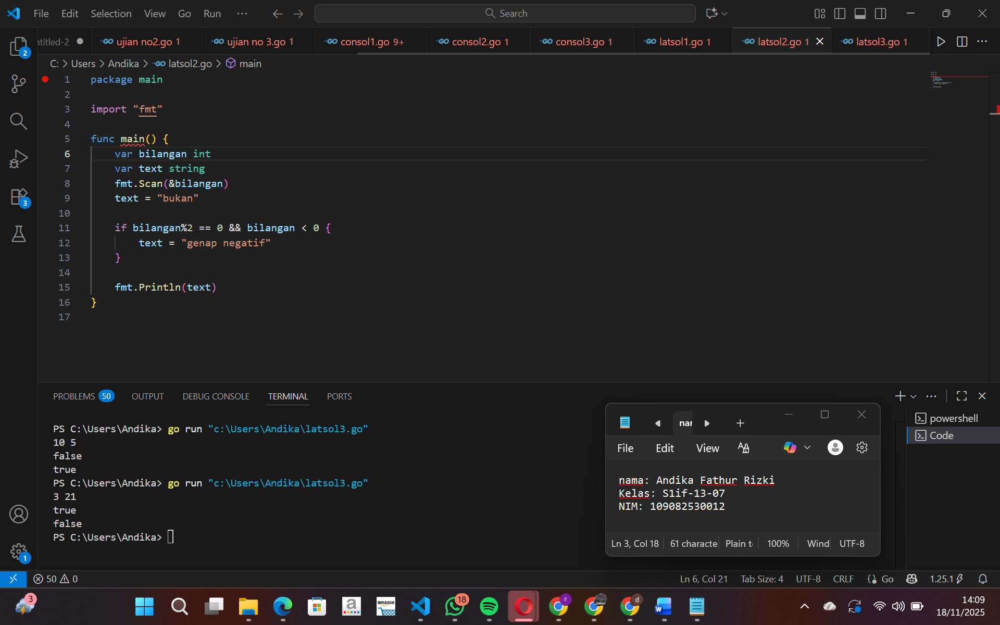 File Edit Selection View Go Run ··· Search
ntitled-2 ujian no2.go 1 ujian no 3.go 1 consol1.go 9+ consol2.go 1 consol3.go 1 latsol1.go 1 latsol2.go 1 latsol3.go 1
C: > Users > Andika > latsol2.go > main
1 package main
2
3 import "fmt"
4
5 func main() {
6 var bilangan int
7 var text string
8 fmt.Scan(&bilangan)
9 text = "bukan"
10
11 if bilangan%2 == 0 && bilangan < 0 {
12 text = "genap negatif"
13 }
14
15 fmt.Println(text)
16 }
17
2
3
1
PROBLEMS 50 OUTPUT DEBUG CONSOLE TERMINAL PORTS
PS C:\Users\Andika> go run "c:\Users\Andika\latsol3.go"
10 5
false
true
PS C:\Users\Andika> go run "c:\Users\Andika\latsol3.go"
3 21
true
false
PS C:\Users\Andika>
powershell
Code
nar
File Edit View
nama: Andika Fathur Rizki
Kelas: S1if-13-07
NIM: 109082530012
Ln 3, Col 18 61 characte Plain t 100% Wind UTF-8
50 0 Ln 6, Col 21 Tab Size: 4 UTF-8 CRLF {} Go 1.25.1
3 a amazon 18 r d W 14:09
18/11/2025